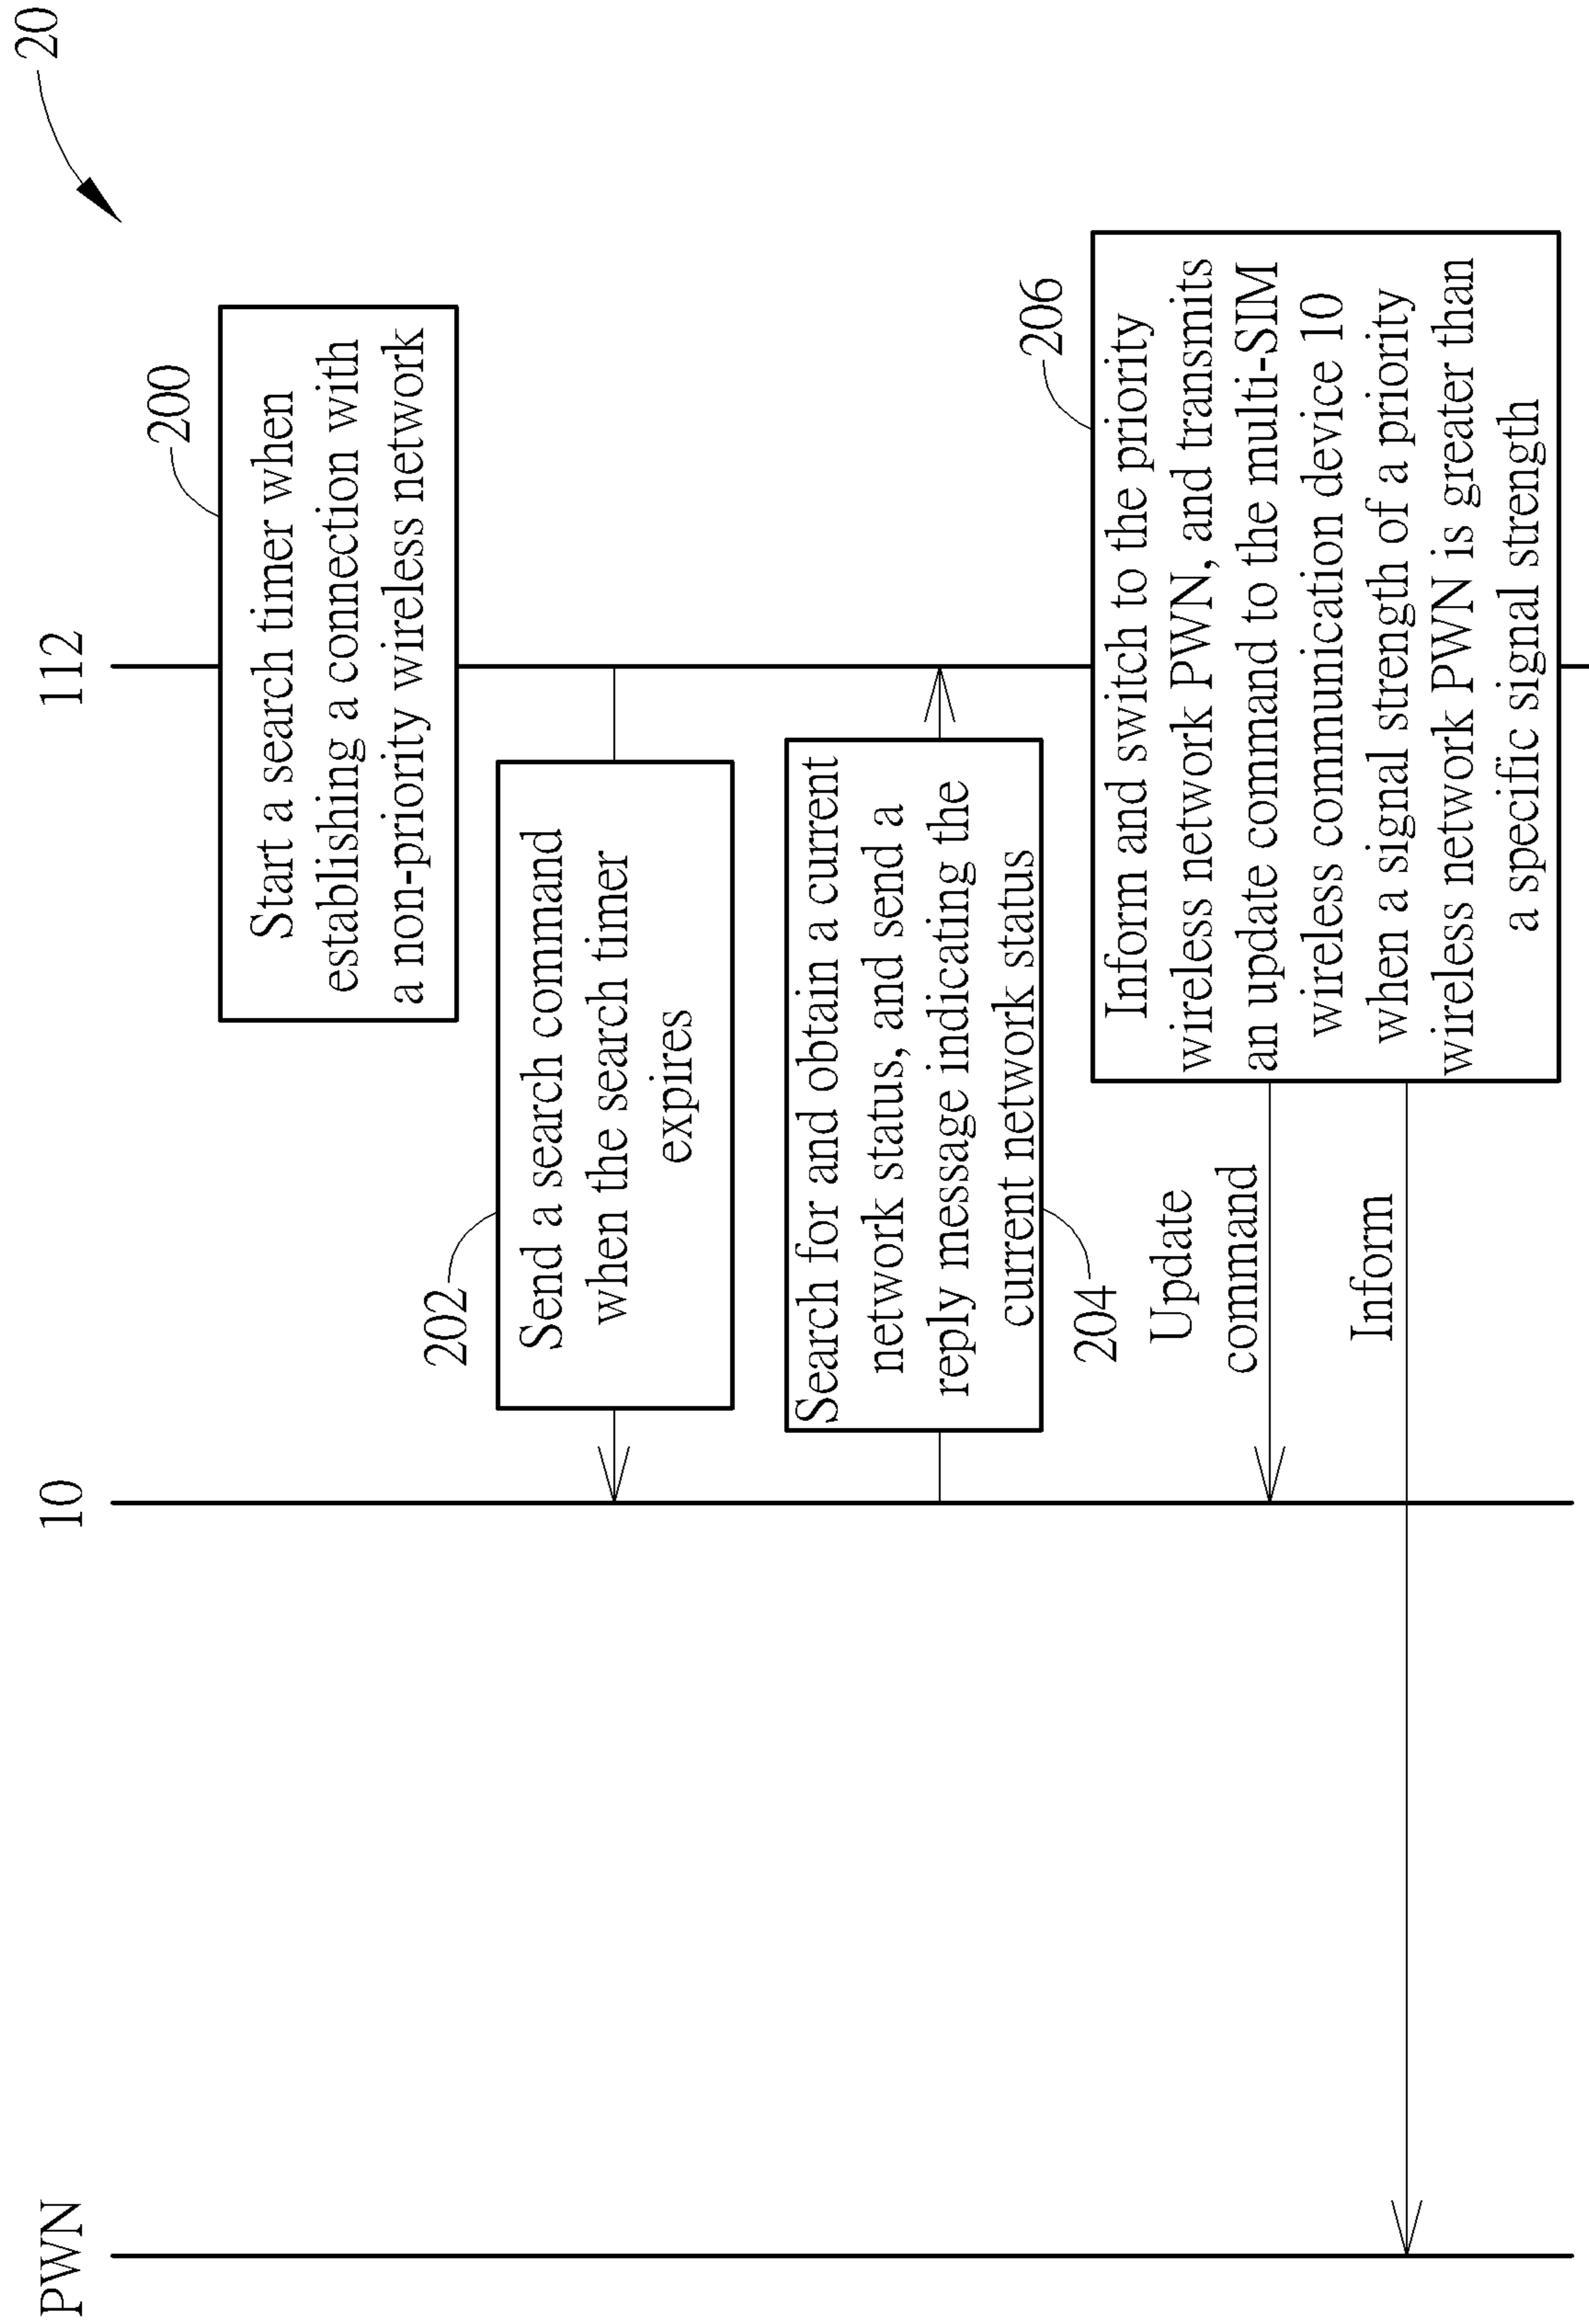 20
PWN
10
112
200
Start a search timer when
establishing a connection with
a non-priority wireless network
202
Send a search command
when the search timer
expires
Search for and obtain a current
network status, and send a
reply message indicating the
current network status
204
206
Inform and switch to the priority
wireless network PWN, and transmits
an update command to the multi-SIM
wireless communication device 10
when a signal strength of a priority
wireless network PWN is greater than
a specific signal strength
Update
command
Inform